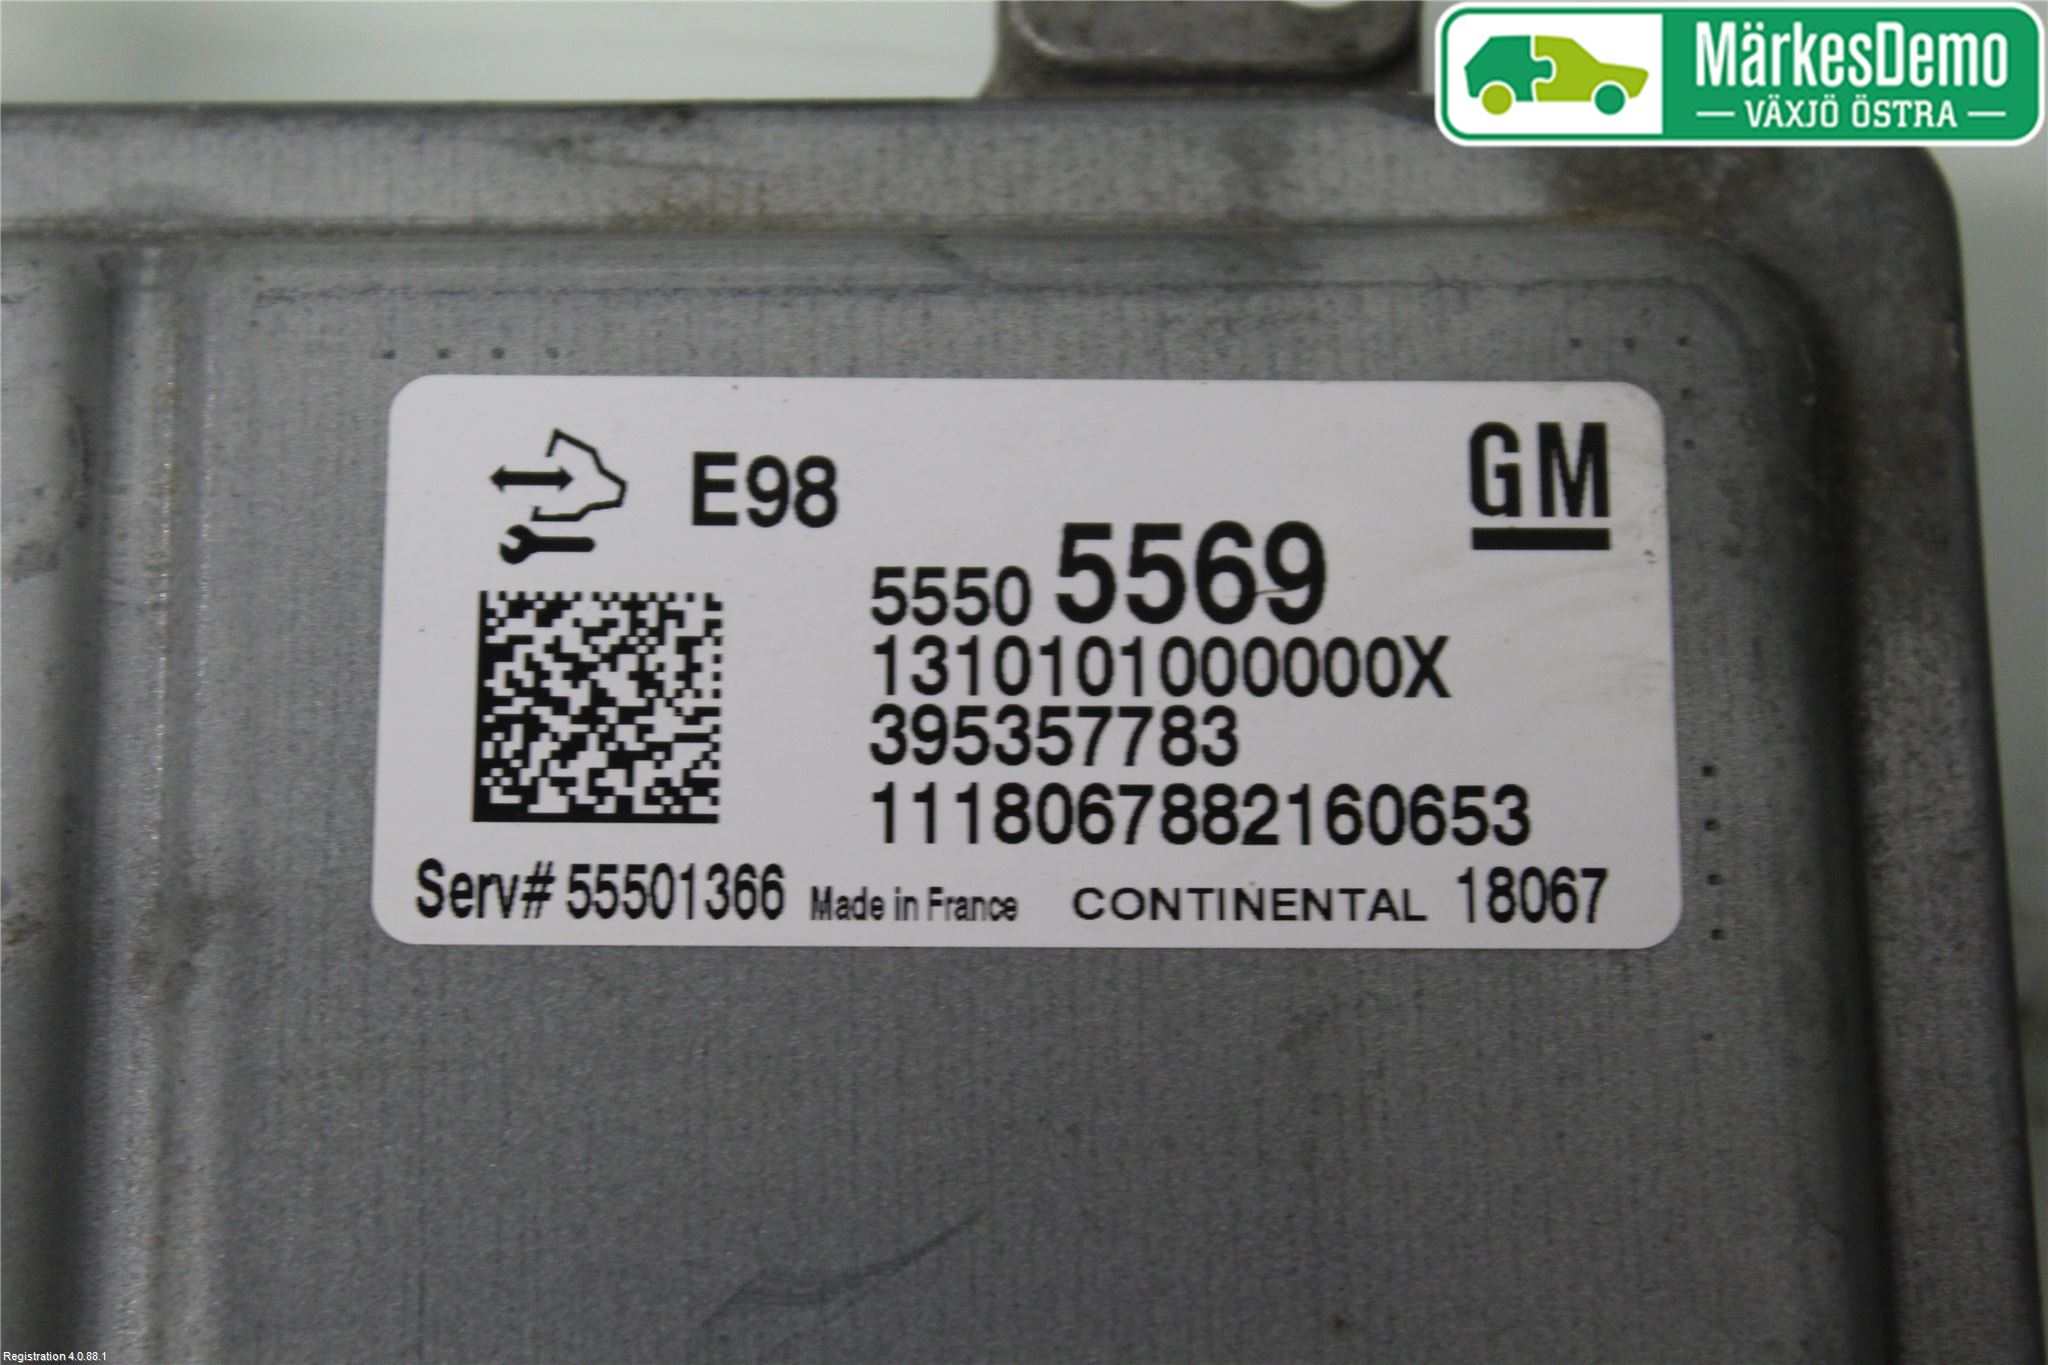 MärkesDemo
VÄXJÖ ÖSTRA
E98
GM
5550 5569
1310101000000X
395357783
1118067882160653
Serv# 55501366 Made in France CONTINENTAL 18067
Registration 4.0.88.1